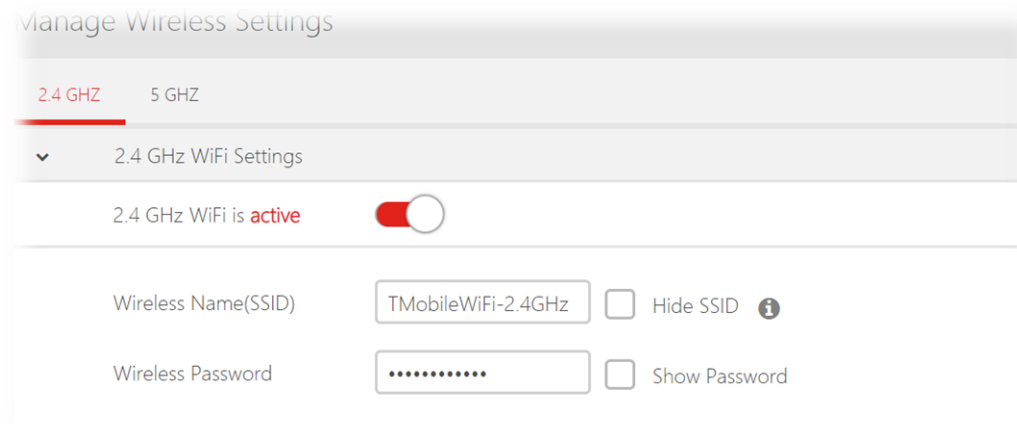 Manage Wireless Settings
2.4 GHZ 5 GHZ
2.4 GHz WiFi Settings
2.4 GHz WiFi is active
Wireless Name(SSID) TMobileWiFi-2.4GHz Hide SSID
Wireless Password •••••••••••• Show Password